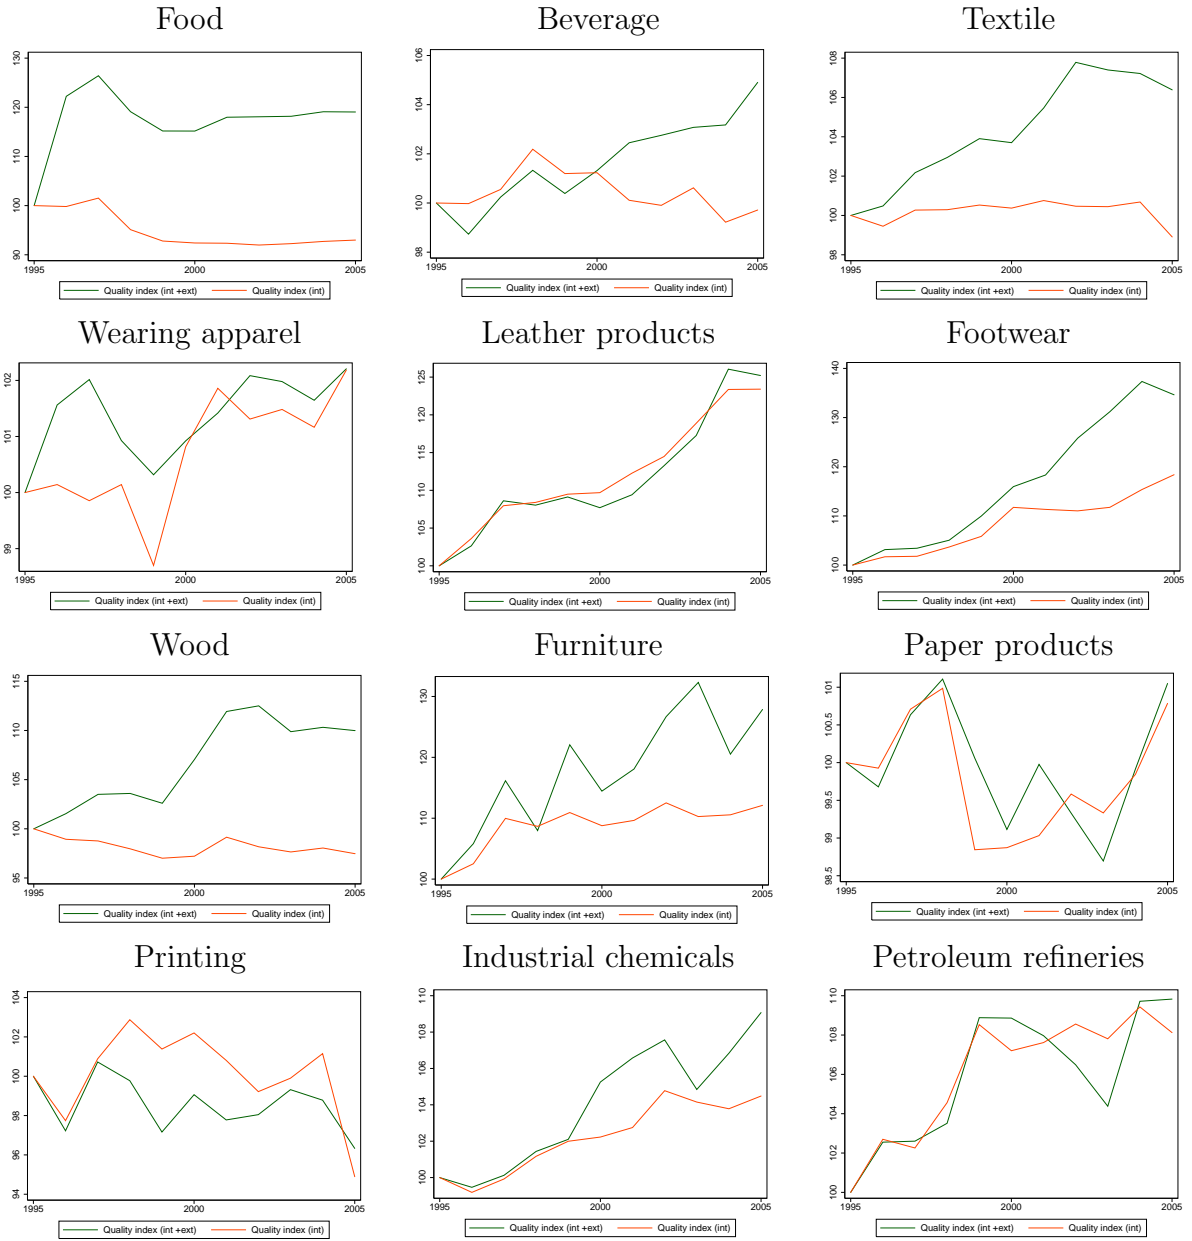 Food
130
120
110
100
90
1995
2000
2005
Quality index (int +ext)
Quality index (int)
Beverage
106
104
102
100
98
1995
2000
2005
Quality index (int +ext)
Quality index (int)
Textile
108
106
104
102
100
98
1995
2000
2005
Quality index (int +ext)
Quality index (int)
Wearing apparel
102
101
100
99
1995
2000
2005
Quality index (int +ext)
Quality index (int)
Leather products
125
120
115
110
105
100
1995
2000
2005
Quality index (int +ext)
Quality index (int)
Footwear
140
130
120
110
100
1995
2000
2005
Quality index (int +ext)
Quality index (int)
Wood
115
110
105
100
95
1995
2000
2005
Quality index (int +ext)
Quality index (int)
Furniture
130
120
110
100
1995
2000
2005
Quality index (int +ext)
Quality index (int)
Paper products
101
100.5
100
99.5
99
98.5
1995
2000
2005
Quality index (int +ext)
Quality index (int)
Printing
104
102
100
98
96
94
1995
2000
2005
Quality index (int +ext)
Quality index (int)
Industrial chemicals
110
108
106
104
102
100
1995
2000
2005
Quality index (int +ext)
Quality index (int)
Petroleum refineries
110
108
106
104
102
100
1995
2000
2005
Quality index (int +ext)
Quality index (int)